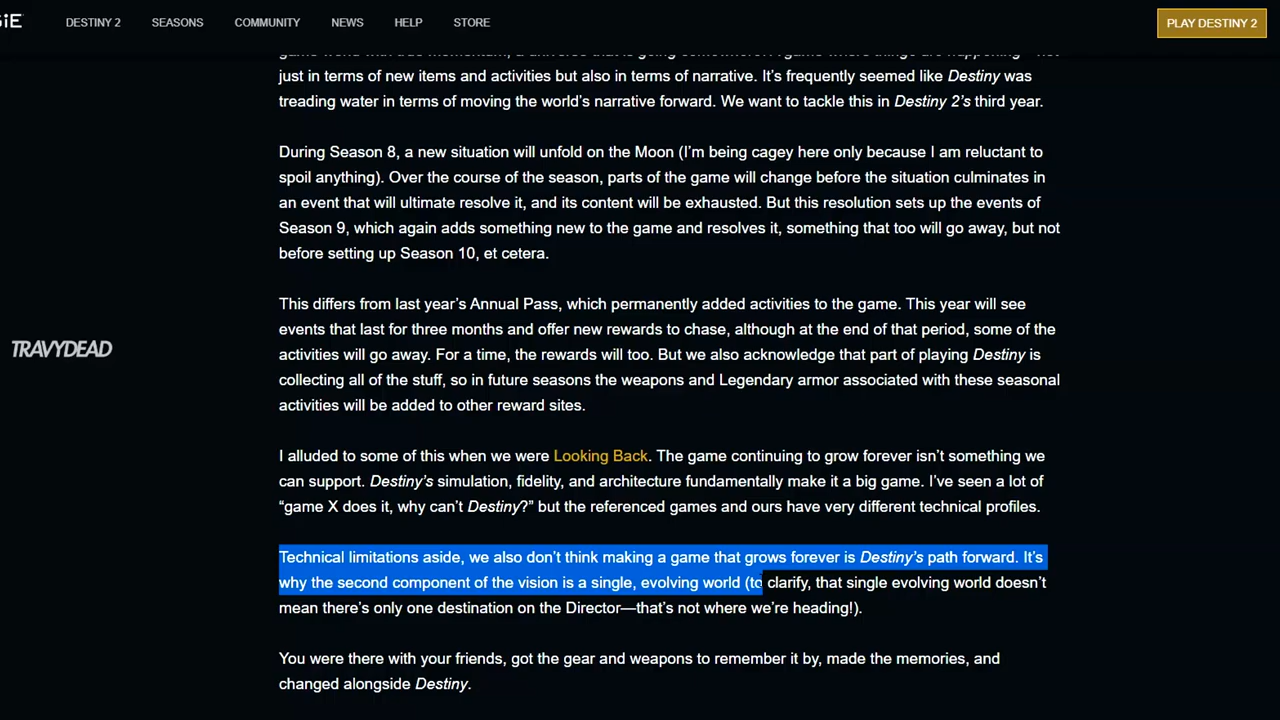 GiE
DESTINY 2 SEASONS COMMUNITY NEWS HELP STORE PLAY DESTINY 2
just in terms of new items and activities but also in terms of narrative. It’s frequently seemed like Destiny was
treading water in terms of moving the world’s narrative forward. We want to tackle this in Destiny 2’s third year.
During Season 8, a new situation will unfold on the Moon (I’m being cagey here only because I am reluctant to
spoil anything). Over the course of the season, parts of the game will change before the situation culminates in
an event that will ultimate resolve it, and its content will be exhausted. But this resolution sets up the events of
Season 9, which again adds something new to the game and resolves it, something that too will go away, but not
before setting up Season 10, et cetera.
This differs from last year’s Annual Pass, which permanently added activities to the game. This year will see
events that last for three months and offer new rewards to chase, although at the end of that period, some of the
TRAVYDEAD
activities will go away. For a time, the rewards will too. But we also acknowledge that part of playing Destiny is
collecting all of the stuff, so in future seasons the weapons and Legendary armor associated with these seasonal
activities will be added to other reward sites.
I alluded to some of this when we were Looking Back. The game continuing to grow forever isn’t something we
can support. Destiny’s simulation, fidelity, and architecture fundamentally make it a big game. I’ve seen a lot of
“game X does it, why can’t Destiny?” but the referenced games and ours have very different technical profiles.
Technical limitations aside, we also don’t think making a game that grows forever is Destiny’s path forward. It’s
why the second component of the vision is a single, evolving world (to clarify, that single evolving world doesn’t
mean there’s only one destination on the Director—that’s not where we’re heading!).
You were there with your friends, got the gear and weapons to remember it by, made the memories, and
changed alongside Destiny.